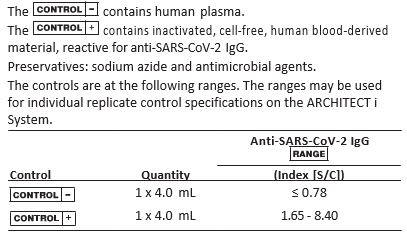 The CONTROL - contains human plasma.
The CONTROL + contains inactivated, cell-free, human blood-derived
material, reactive for anti-SARS-CoV-2 IgG.
Preservatives: sodium azide and antimicrobial agents.
The controls are at the following ranges. The ranges may be used
for individual replicate control specifications on the ARCHITECT i
System.
Anti-SARS-CoV-2 IgG
RANGE
Control Quantity (Index [S/C])
CONTROL - 1 x 4.0 mL ≤ 0.78
CONTROL + 1 x 4.0 mL 1.65 - 8.40